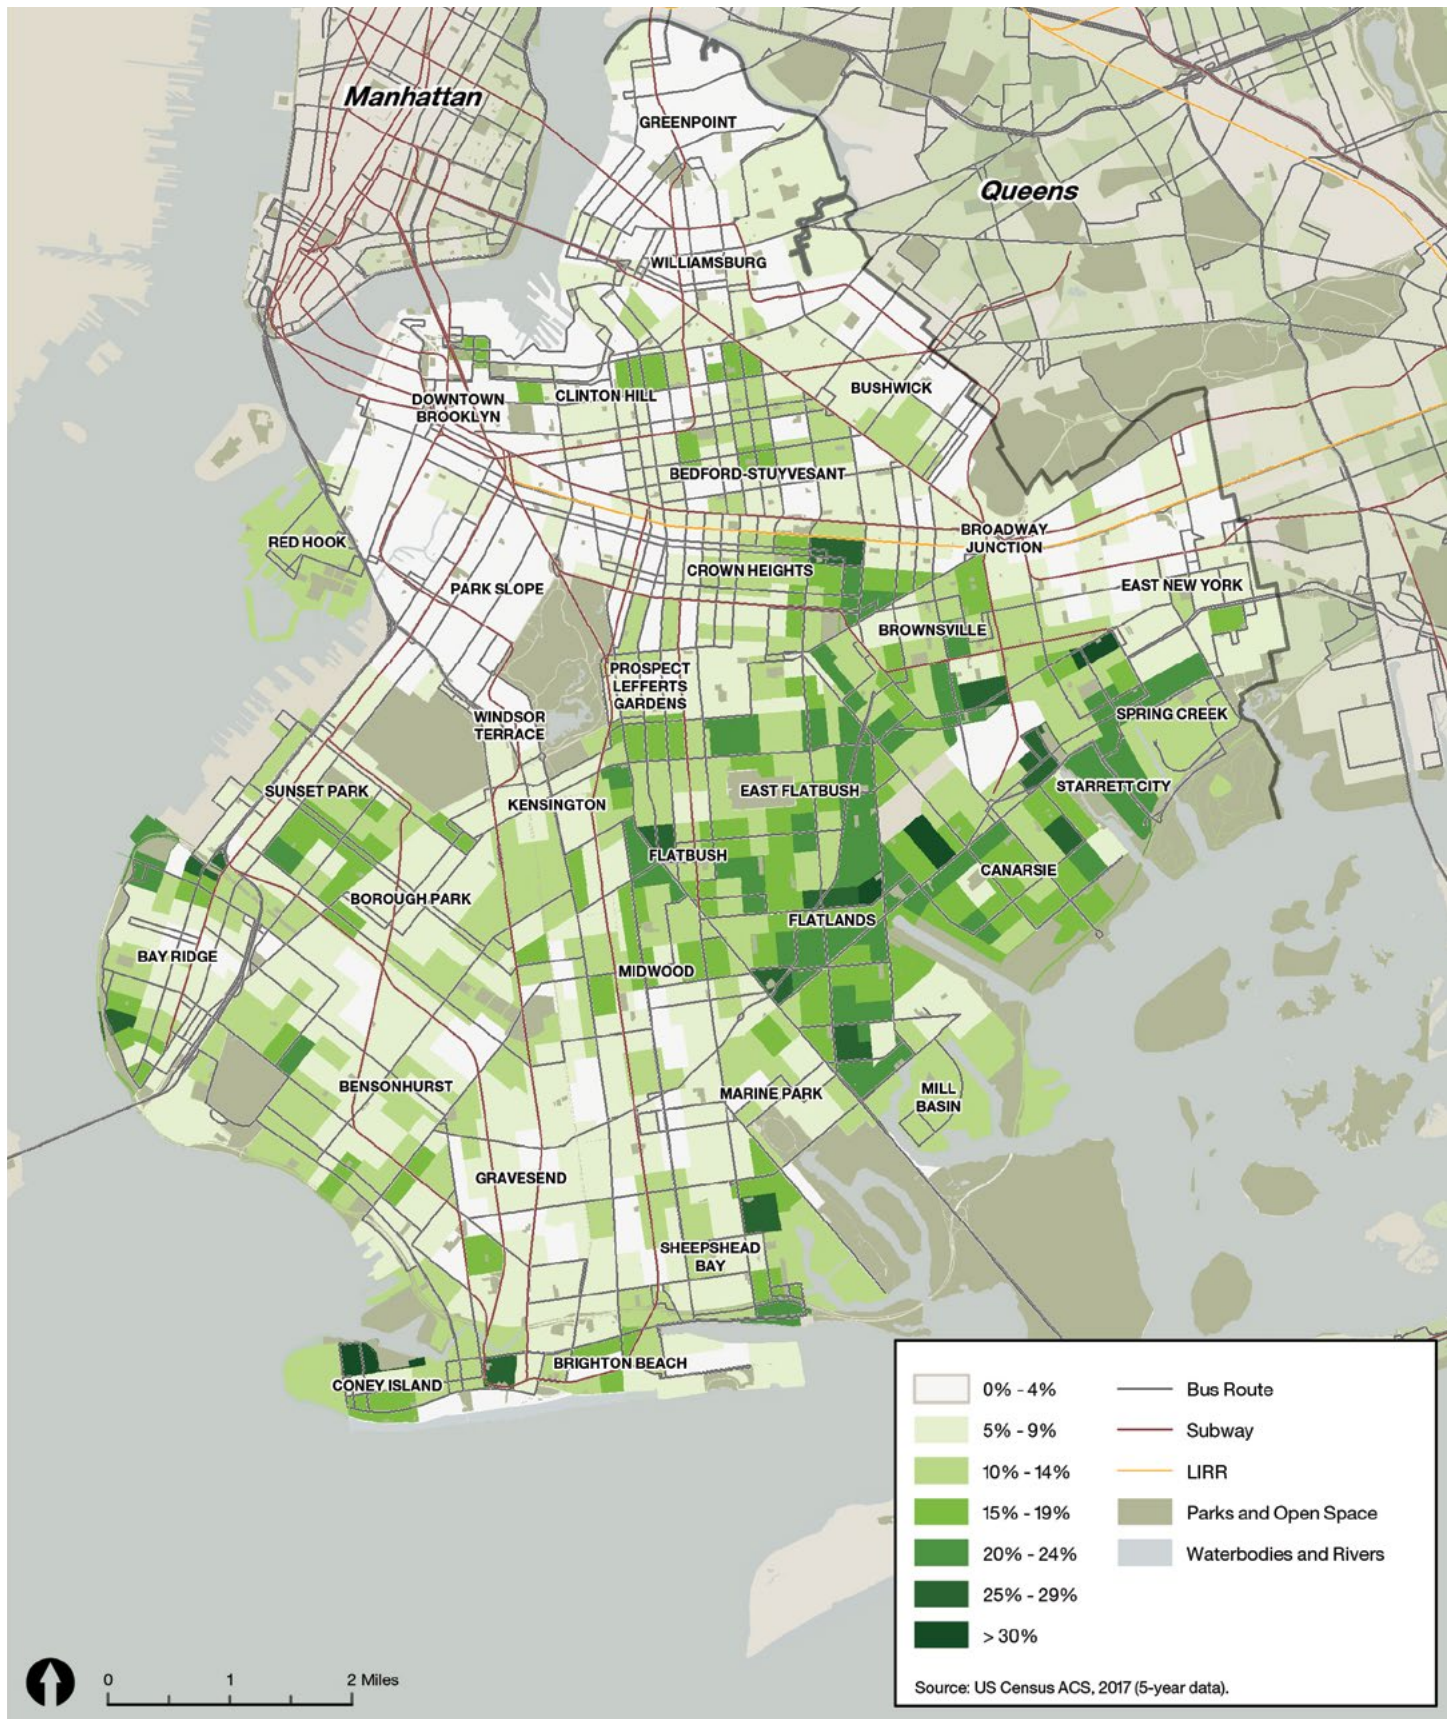 Manhattan
GREENPOINT
Queens
WILLIAMSBURG
BUSHWICK
CLINTON HILL
DOWNTOWN
BROOKLYN
BEDFORD-STUYVESANT
BROADWAY
JUNCTION
RED HOOK
CROWN HEIGHTS
PARK SLOPE
EAST NEW YORK
BROWNSVILLE
PROSPECT
LEFFERTS
GARDENS
WINDSOR
TERRACE
SPRING CREEK
SUNSET PARK
KENSINGTON
EAST FLATBUSH
STARRETT CITY
FLATBUSH
CANARSIE
BOROUGH PARK
FLATLANDS
BAY RIDGE
MIDWOOD
BENSONHURST
MARINE PARK
MILL
BASIN
GRAVESEND
SHEEPSHEAD
BAY
BRIGHTON BEACH
CONEY ISLAND
0% - 4%
5% - 9%
10% - 14%
15% - 19%
20% - 24%
25% - 29%
> 30%
Bus Route
Subway
LIRR
Parks and Open Space
Waterbodies and Rivers
Source: US Census ACS, 2017 (5-year data).
0 1 2 Miles